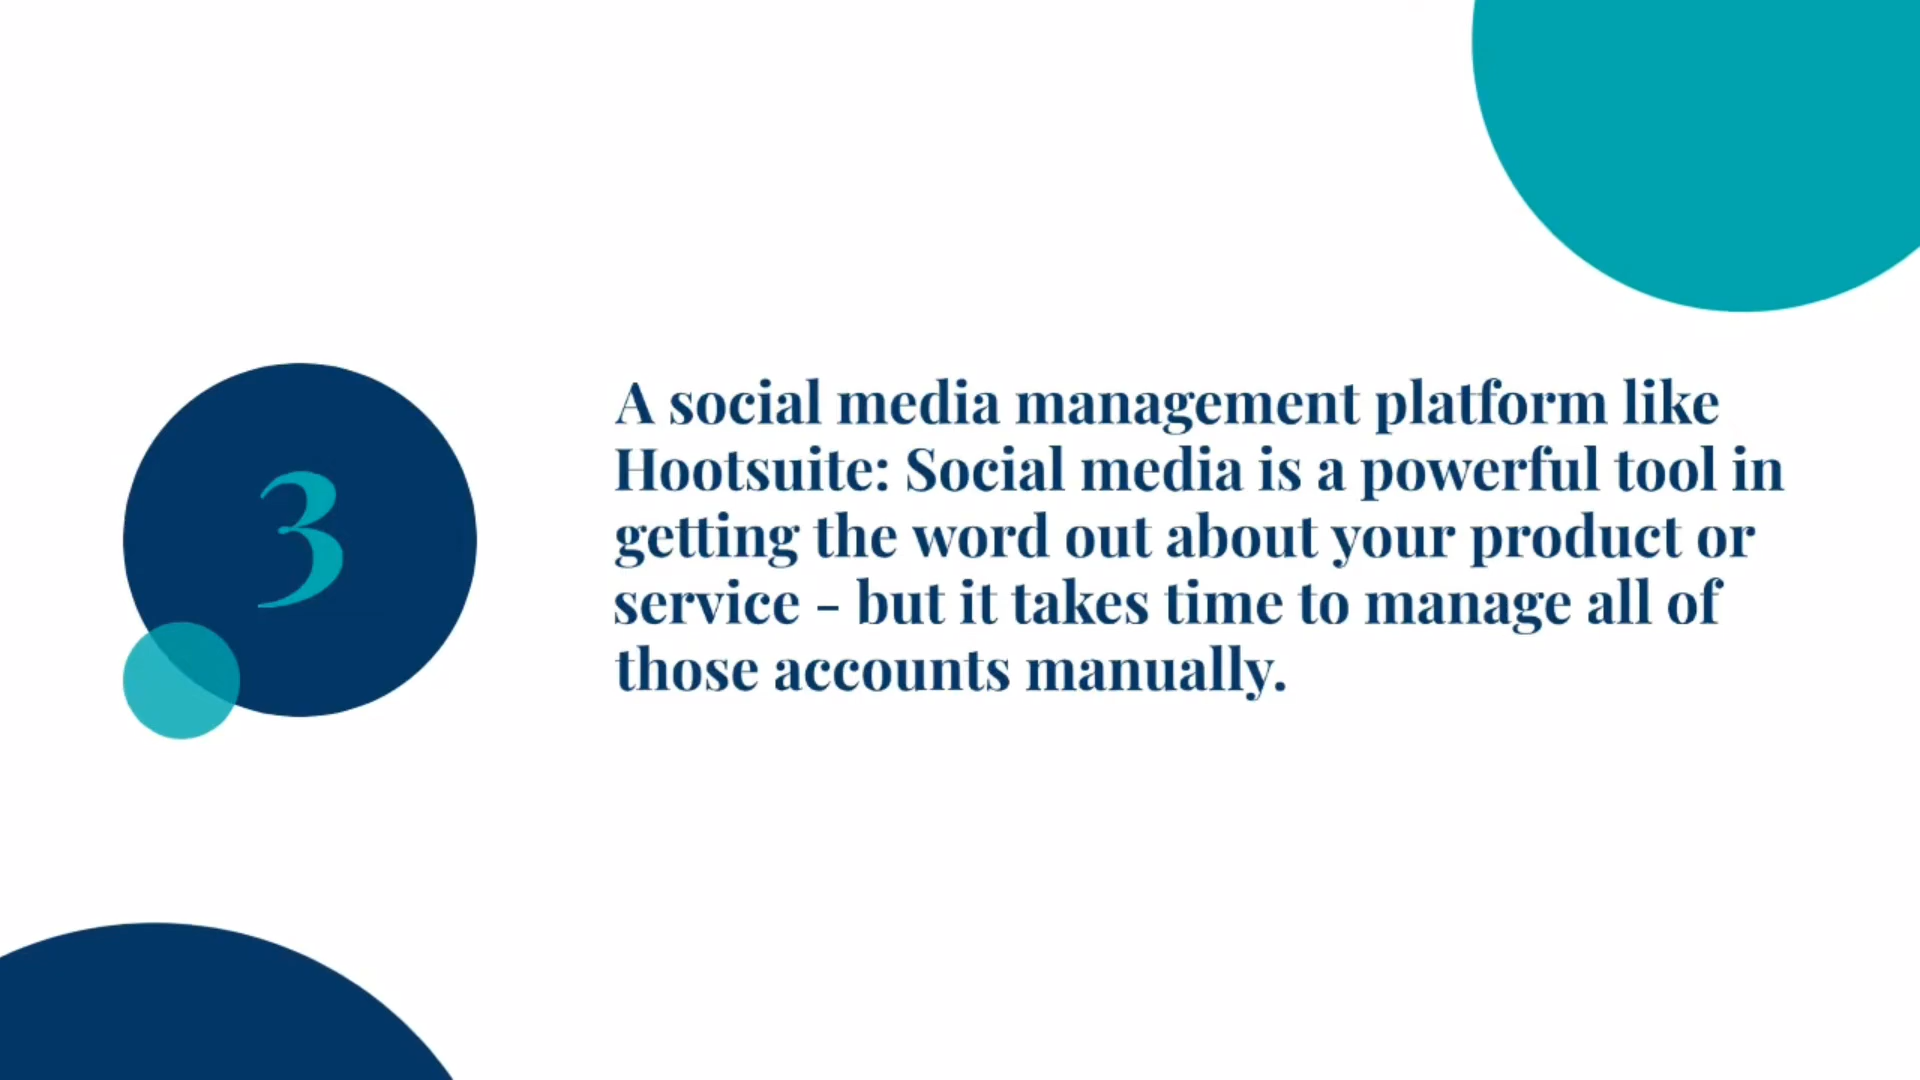 3
A social media management platform like
Hootsuite: Social media is a powerful tool in
getting the word out about your product or
service - but it takes time to manage all of
those accounts manually.